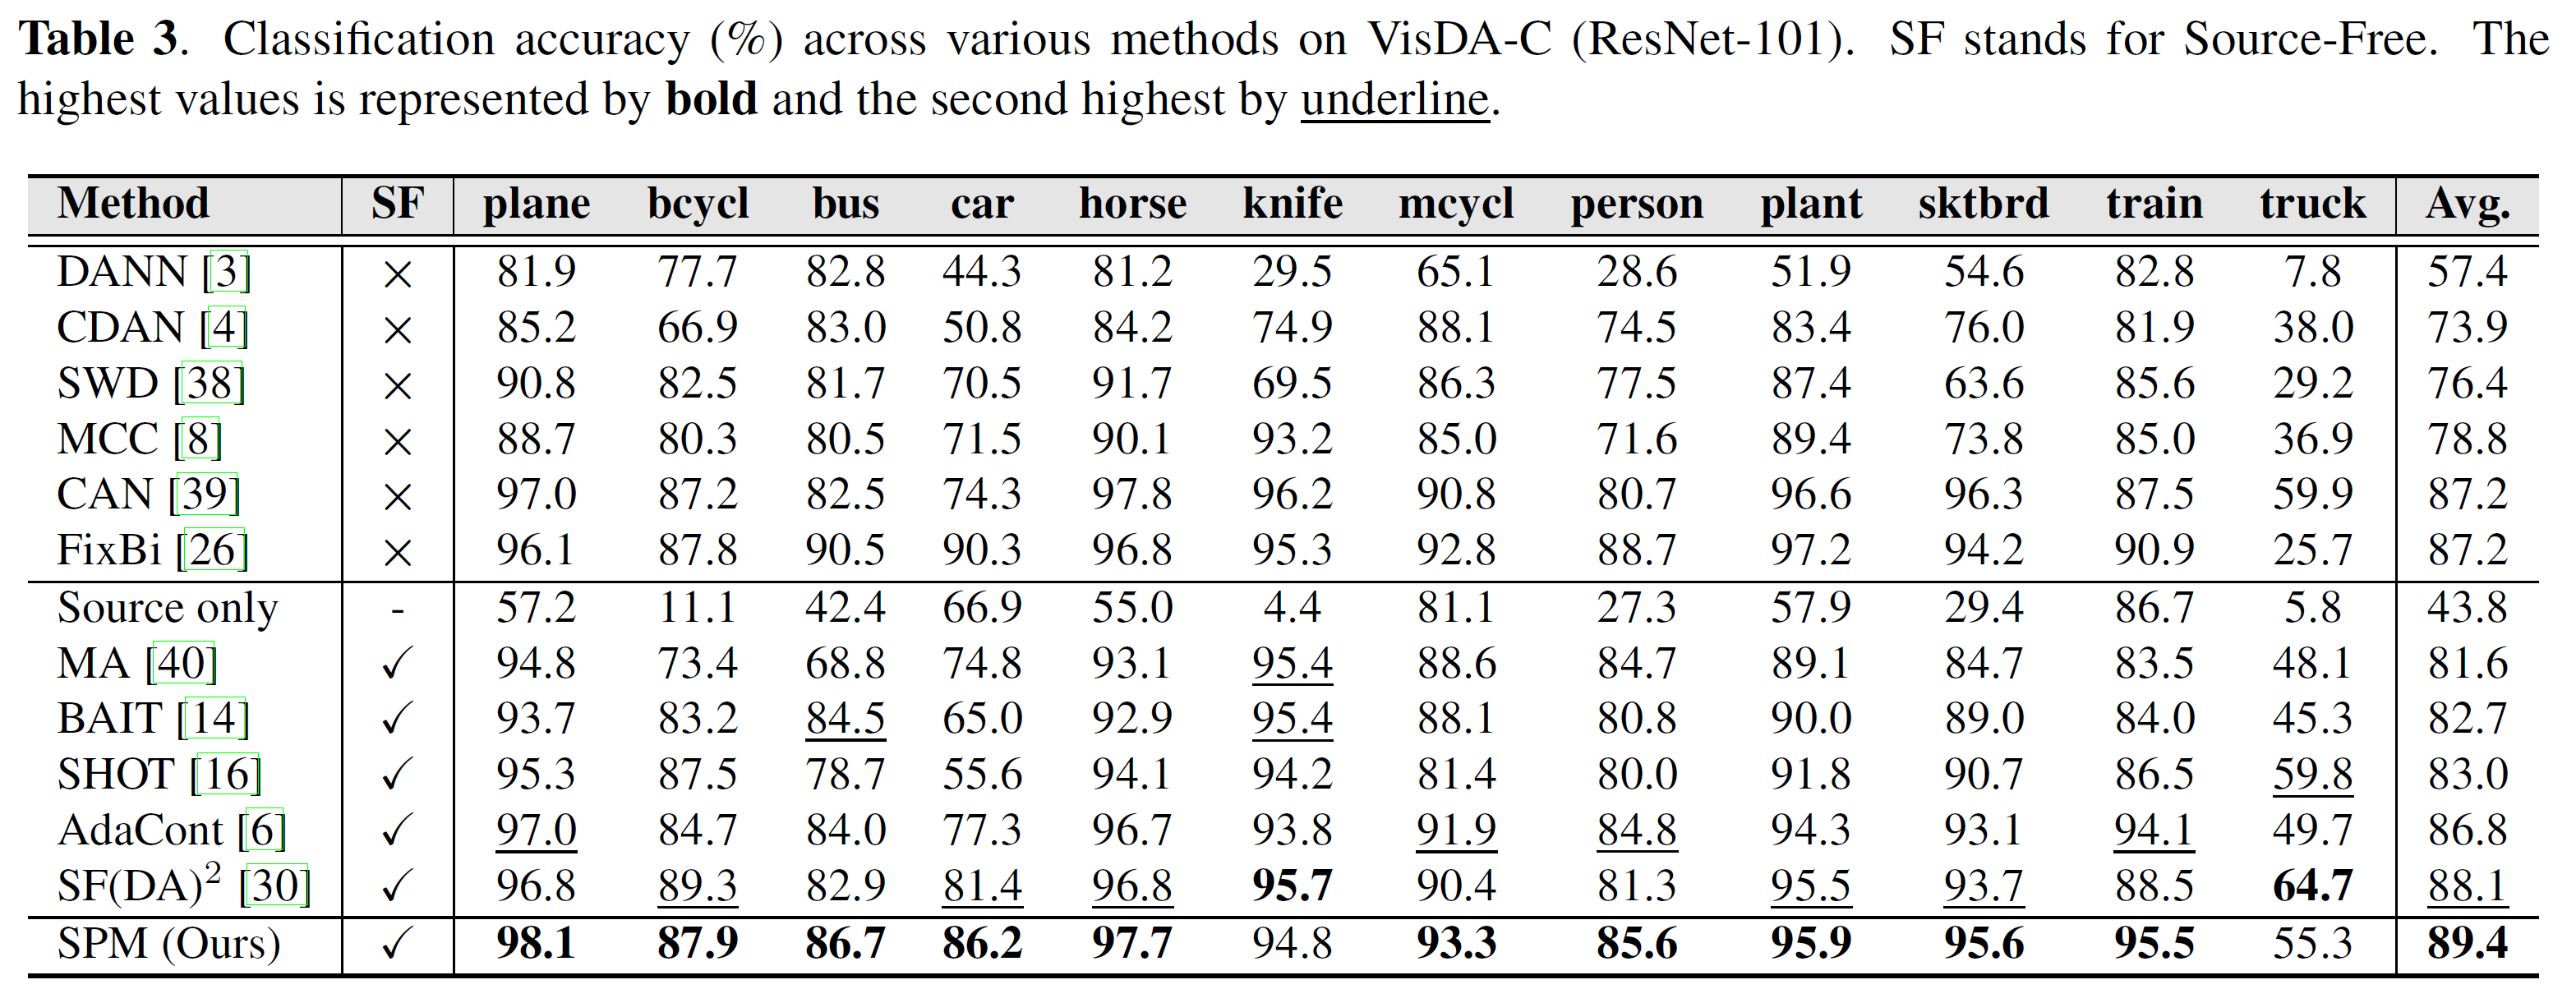 Table 3. Classification accuracy (%) across various methods on VisDA-C (ResNet-101). SF stands for Source-Free. The
highest values is represented by bold and the second highest by underline.
Method SF plane bcycl bus car horse knife mcycl person plant sktbrd train truck Avg.
DANN [3] × 81.9 77.7 82.8 44.3 81.2 29.5 65.1 28.6 51.9 54.6 82.8 7.8 57.4
CDAN [4] × 85.2 66.9 83.0 50.8 84.2 74.9 88.1 74.5 83.4 76.0 81.9 38.0 73.9
SWD [38] × 90.8 82.5 81.7 70.5 91.7 69.5 86.3 77.5 87.4 63.6 85.6 29.2 76.4
MCC [8] × 88.7 80.3 80.5 71.5 90.1 93.2 85.0 71.6 89.4 73.8 85.0 36.9 78.8
CAN [39] × 97.0 87.2 82.5 74.3 97.8 96.2 90.8 80.7 96.6 96.3 87.5 59.9 87.2
FixBi [26] × 96.1 87.8 90.5 90.3 96.8 95.3 92.8 88.7 97.2 94.2 90.9 25.7 87.2
Source only - 57.2 11.1 42.4 66.9 55.0 4.4 81.1 27.3 57.9 29.4 86.7 5.8 43.8
MA [40] ✓ 94.8 73.4 68.8 74.8 93.1 95.4 88.6 84.7 89.1 84.7 83.5 48.1 81.6
BAIT [14] ✓ 93.7 83.2 84.5 65.0 92.9 95.4 88.1 80.8 90.0 89.0 84.0 45.3 82.7
SHOT [16] ✓ 95.3 87.5 78.7 55.6 94.1 94.2 81.4 80.0 91.8 90.7 86.5 59.8 83.0
AdaCont [6] ✓ 97.0 84.7 84.0 77.3 96.7 93.8 91.9 84.8 94.3 93.1 94.1 49.7 86.8
SF(DA)² [30] ✓ 96.8 89.3 82.9 81.4 96.8 95.7 90.4 81.3 95.5 93.7 88.5 64.7 88.1
SPM (Ours) ✓ 98.1 87.9 86.7 86.2 97.7 94.8 93.3 85.6 95.9 95.6 95.5 55.3 89.4